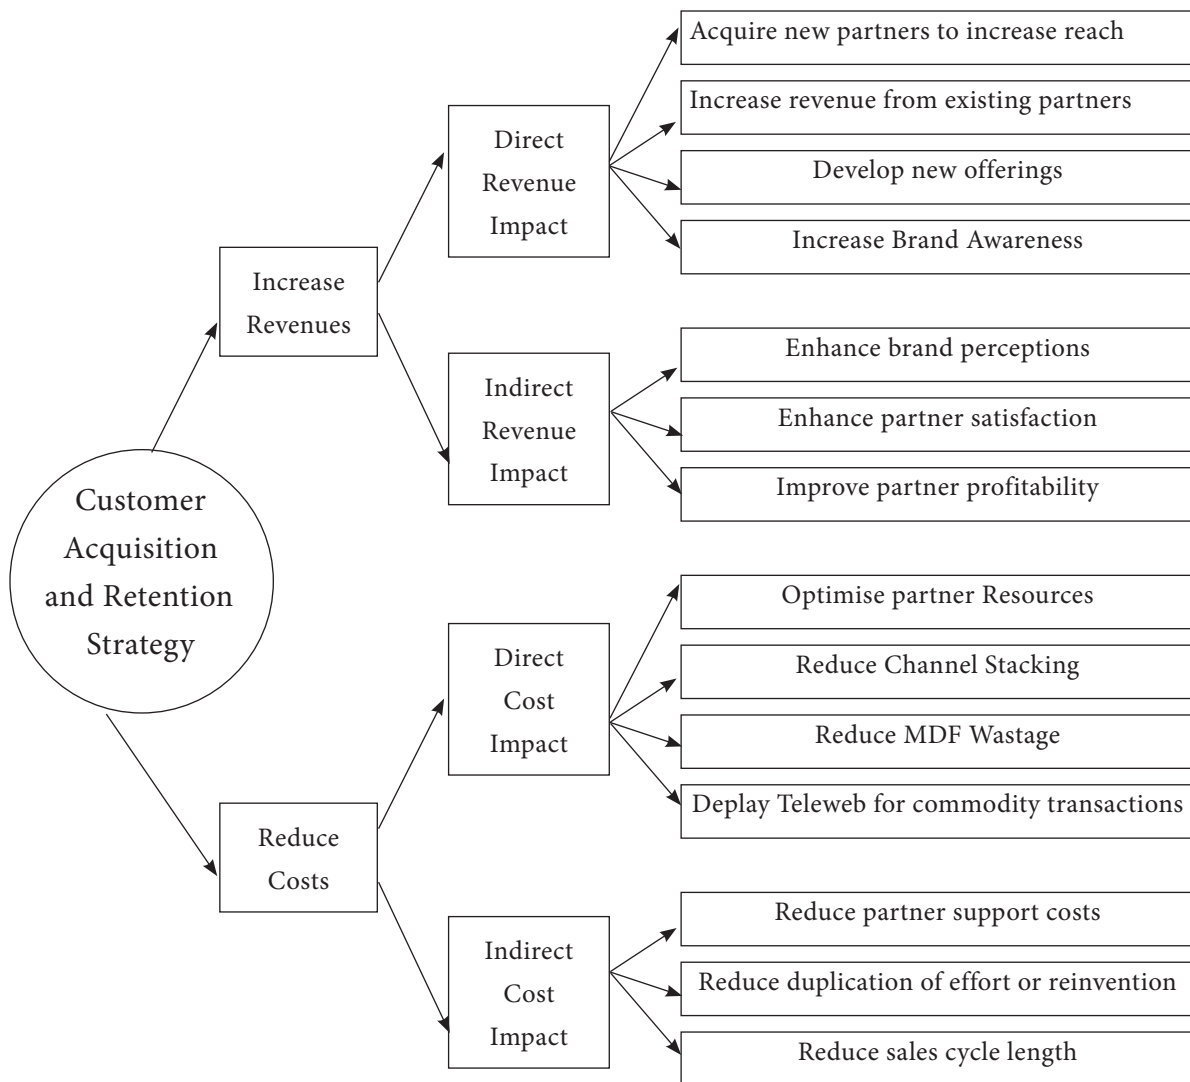 Customer
Acquisition
and Retention
Strategy
Increase
Revenues
Direct
Revenue
Impact
Acquire new partners to increase reach
Increase revenue from existing partners
Develop new offerings
Increase Brand Awareness
Indirect
Revenue
Impact
Enhance brand perceptions
Enhance partner satisfaction
Improve partner profitability
Reduce
Costs
Direct
Cost
Impact
Optimise partner Resources
Reduce Channel Stacking
Reduce MDF Wastage
Deplay Teleweb for commodity transactions
Indirect
Cost
Impact
Reduce partner support costs
Reduce duplication of effort or reinvention
Reduce sales cycle length